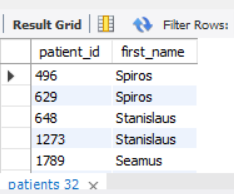 Result Grid Filter Rows:
patient_id first_name
496 Spiros
629 Spiros
648 Stanislaus
1273 Stanislaus
1789 Seamus
patients 32 ×